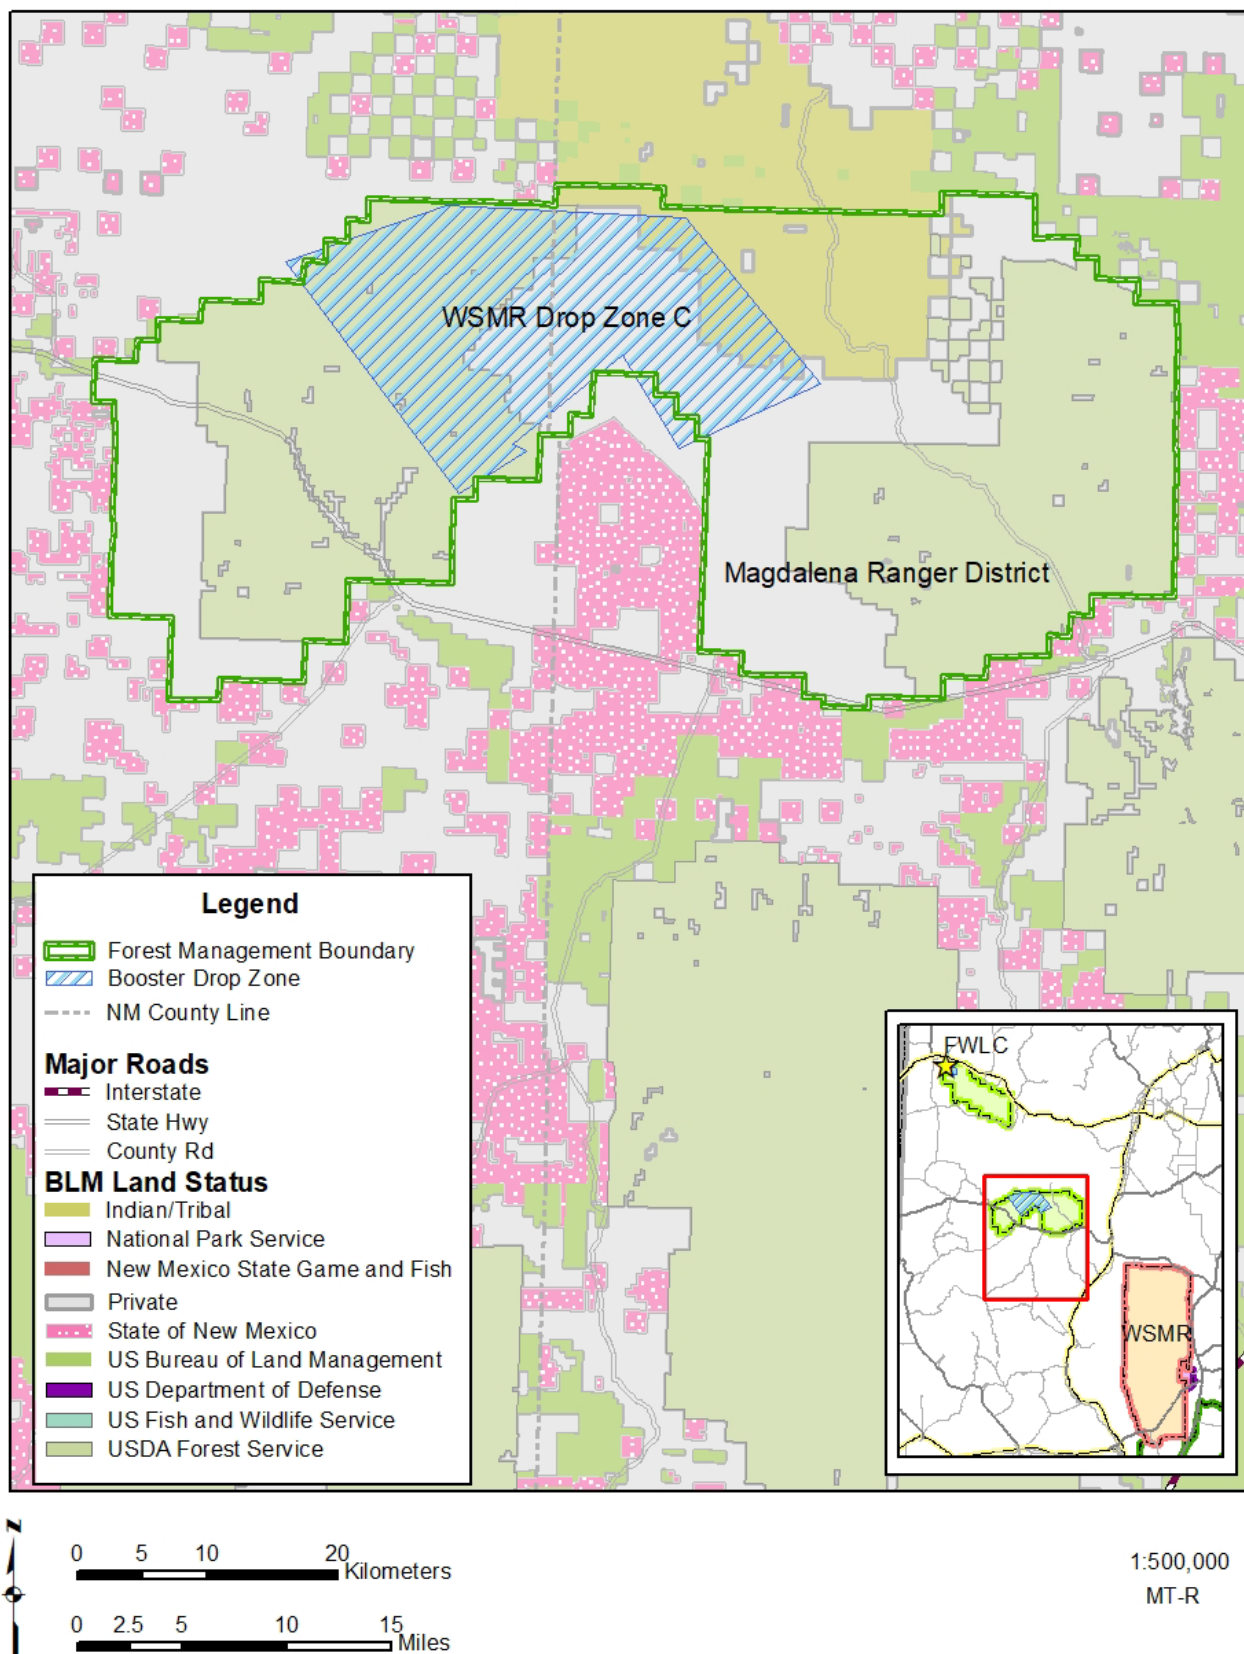 WSMR Drop Zone C
Magdalena Ranger District
Legend
Forest Management Boundary
Booster Drop Zone
NM County Line
Major Roads
Interstate
State Hwy
County Rd
BLM Land Status
Indian/Tribal
National Park Service
New Mexico State Game and Fish
Private
State of New Mexico
US Bureau of Land Management
US Department of Defense
US Fish and Wildlife Service
USDA Forest Service
FWLC
WSMR
N
0 5 10 20
Kilometers
0 2.5 5 10 15
Miles
1:500,000
MT-R